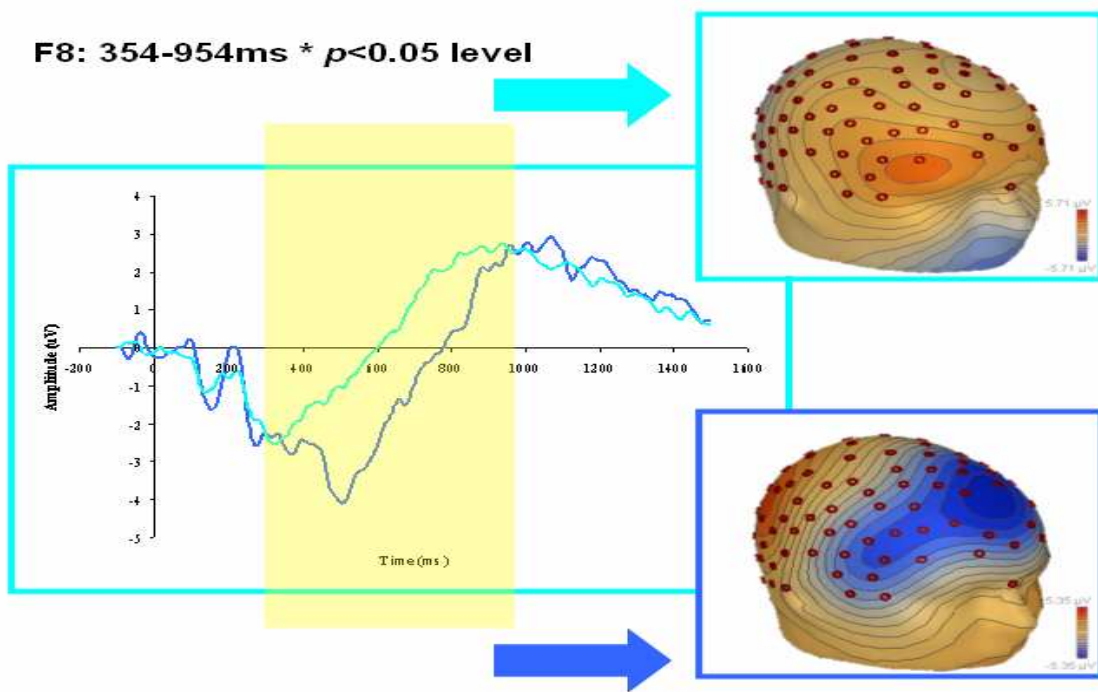 F8: 354-954ms * p<0.05 level
5.71 μV
-5.71 μV
4
3
2
1
0
-1
-2
-3
-4
-5
Amplitude (uV)
-200 0 200 400 600 800 1000 1200 1400 1600
Time (ms)
5.35 μV
-5.35 μV